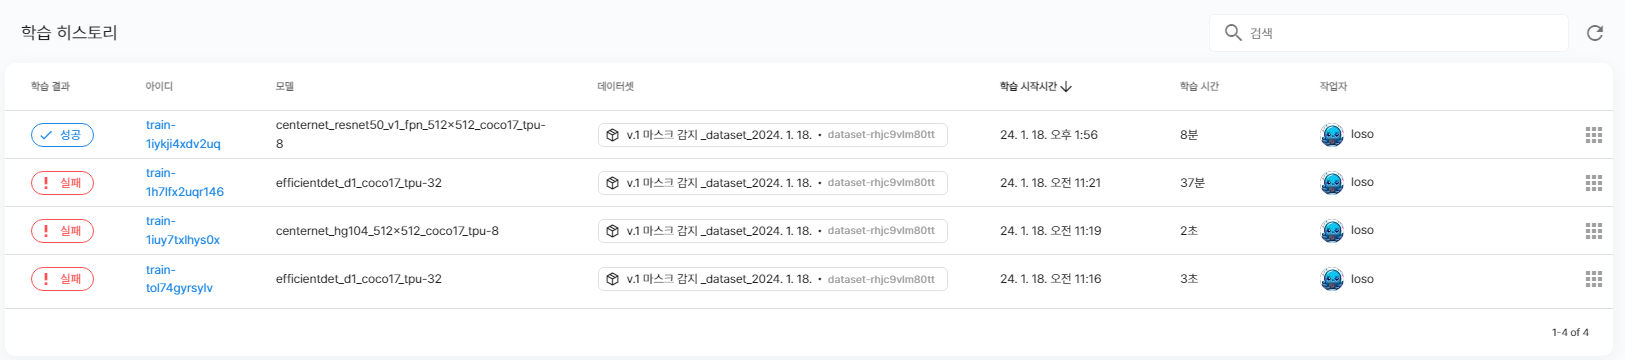 학습 히스토리
검색
학습 결과 아이디 모델 데이터셋 학습 시작시간 학습 시간 작업자
성공 train-1iykji4xdv2uq centernet_resnet50_v1_fpn_512×512_coco17_tpu-8 v.1 마스크 감지 _dataset_2024. 1. 18. • dataset-rhjc9vlm80tt 24. 1. 18. 오후 1:56 8분 loso
실패 train-1h7lfx2uqr146 efficientdet_d1_coco17_tpu-32 v.1 마스크 감지 _dataset_2024. 1. 18. • dataset-rhjc9vlm80tt 24. 1. 18. 오전 11:21 37분 loso
실패 train-1iuy7txlhys0x centernet_hg104_512×512_coco17_tpu-8 v.1 마스크 감지 _dataset_2024. 1. 18. • dataset-rhjc9vlm80tt 24. 1. 18. 오전 11:19 2초 loso
실패 train-tol74gyrsylv efficientdet_d1_coco17_tpu-32 v.1 마스크 감지 _dataset_2024. 1. 18. • dataset-rhjc9vlm80tt 24. 1. 18. 오전 11:16 3초 loso
1-4 of 4